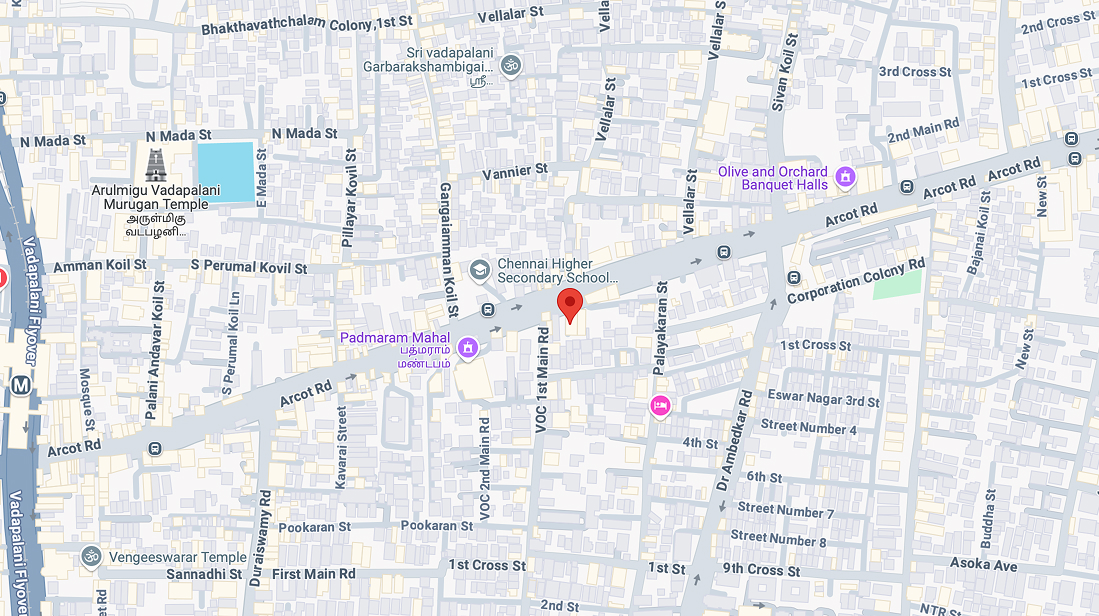 Bhakthavathchalam Colony,1st St
Vellalar St
Vella
Vellalar S
2nd Cross St
Sri vadapalani
Garbarakshambigai...
ஸ்ரீ...
Sivan Koil St
3rd Cross St
1st Cross St
N Mada St
N Mada St
N Mada St
Vellalar St
2nd Main Rd
E Mada St
Pillayar Kovil St
Vannier St
Olive and Orchard
Banquet Halls
Arcot Rd
Arcot Rd
Arcot Rd
Arulmigu Vadapalani
Murugan Temple
அருள்மிகு
வடபழனி...
Gangaiamman Koil St
Vellalar St
New St
Bajanai Koil St
Amman Koil St
S Perumal Kovil St
Chennai Higher
Secondary School...
Corporation Colony Rd
Vadapalani Flyover
Palani Andavar Koil St
S Perumal Koil Ln
Padmaram Mahal
பத்மராம்
மண்டபம்
VOC 1st Main Rd
Palayakaran St
1st Cross St
New St
M
Mosque St
Arcot Rd
Eswar Nagar 3rd St
Street Number 4
Arcot Rd
Kavarai Street
VOC 2nd Main Rd
4th St
Dr Ambedkar Rd
6th St
Vadapalani Flyover
Duraiswamy Rd
Pookaran St
Pookaran St
Street Number 7
Street Number 8
Buddha St
Vengeeswarar Temple
Sannadhi St
First Main Rd
1st Cross St
1st St
9th Cross St
Asoka Ave
et Rd
2nd St
NTR St